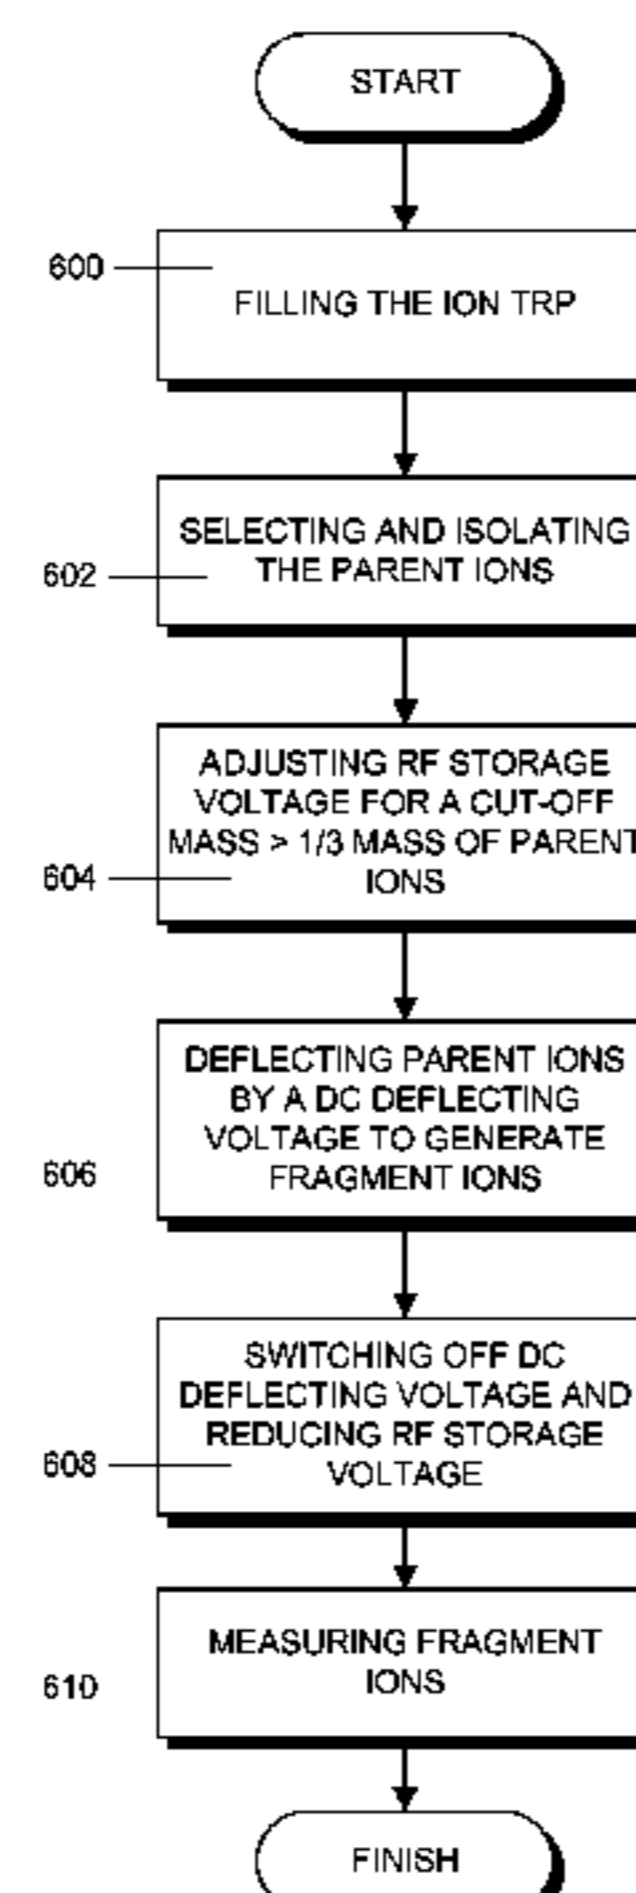 START
600
FILLING THE ION TRP
SELECTING AND ISOLATING
THE PARENT IONS
602
ADJUSTING RF STORAGE
VOLTAGE FOR A CUT-OFF
MASS > 1/3 MASS OF PARENT
IONS
604
DEFLECTING PARENT IONS
BY A DC DEFLECTING
VOLTAGE TO GENERATE
FRAGMENT IONS
606
SWITCHING OFF DC
DEFLECTING VOLTAGE AND
REDUCING RF STORAGE
VOLTAGE
608
MEASURING FRAGMENT
IONS
610
FINISH